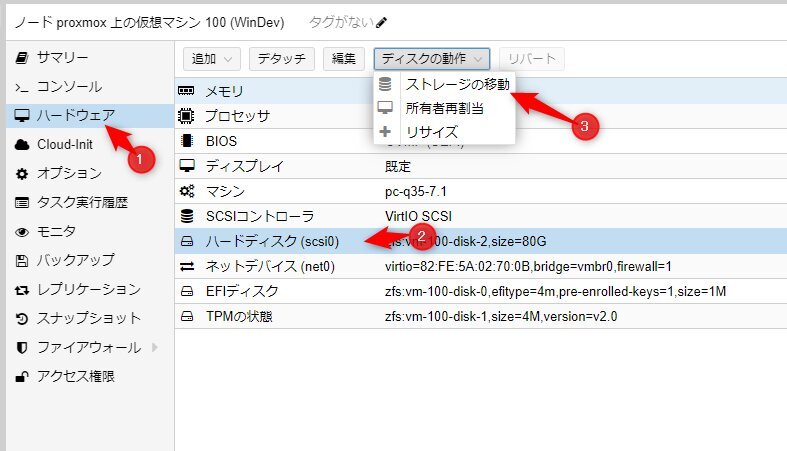 ノード proxmox 上の仮想マシン 100 (WinDev) タグがない
追加 デタッチ 編集 ディスクの動作 リバート
サマリー
コンソール
ハードウェア
Cloud-Init
オプション
タスク実行履歴
モニタ
バックアップ
レプリケーション
スナップショット
ファイアウォール
アクセス権限
ストレージの移動
所有者再割当
リサイズ
メモリ
プロセッサ
BIOS
ディスプレイ 既定
マシン pc-q35-7.1
SCSIコントローラ VirtIO SCSI
ハードディスク (scsi0) zfs:vm-100-disk-2,size=80G
ネットデバイス (net0) virtio=82:FE:5A:02:70:0B,bridge=vmbr0,firewall=1
EFIディスク zfs:vm-100-disk-0,efitype=4m,pre-enrolled-keys=1,size=1M
TPMの状態 zfs:vm-100-disk-1,size=4M,version=v2.0
1
2
3